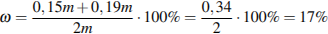 ω = (0,15m + 0,19m)/(2m) · 100% = 0,34/2 · 100% = 17%